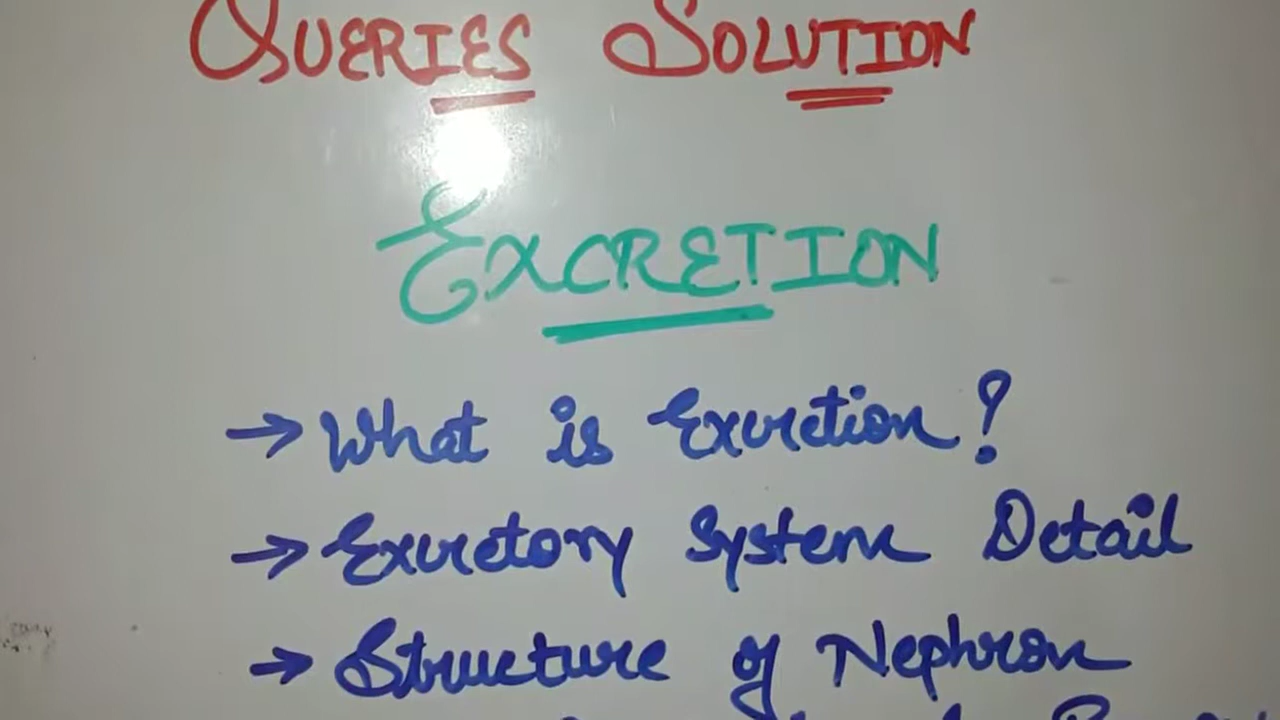 QUERIES SOLUTION
EXCRETION
→ What is Excretion?
→ Excretory System Detail
→ Structure of Nephron